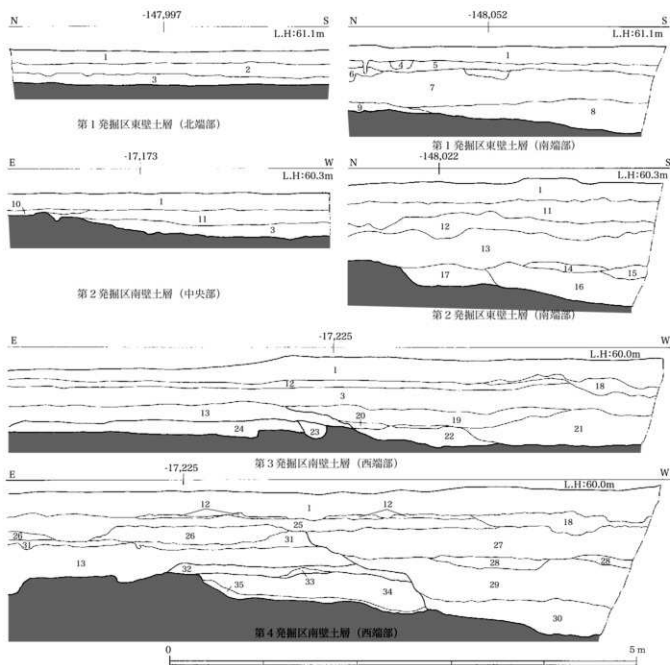 N -147,997 S
L.H:61.1m
1
2
3
第1発掘区東壁土層（北端部）
N -148,052 S
L.H:61.1m
1
4 5
6
7
9 8
第1発掘区東壁土層（南端部）
E -17,173 W
L.H:60.3m
1
10
11
3
第2発掘区南壁土層（中央部）
N -148,022 S
L.H:60.3m
1
11
12
13
14
17 15
16
第2発掘区東壁土層（南端部）
E -17,225 W
L.H:60.0m
1
12 18
3
13 20 19
24 23 22 21
第3発掘区南壁土層（西端部）
E -17,225 W
L.H:60.0m
12 1 12
25 18
26 26 31 27
31
28 28
13 32 33 29
35 34
30
第4発掘区南壁土層（西端部）
0 5 m